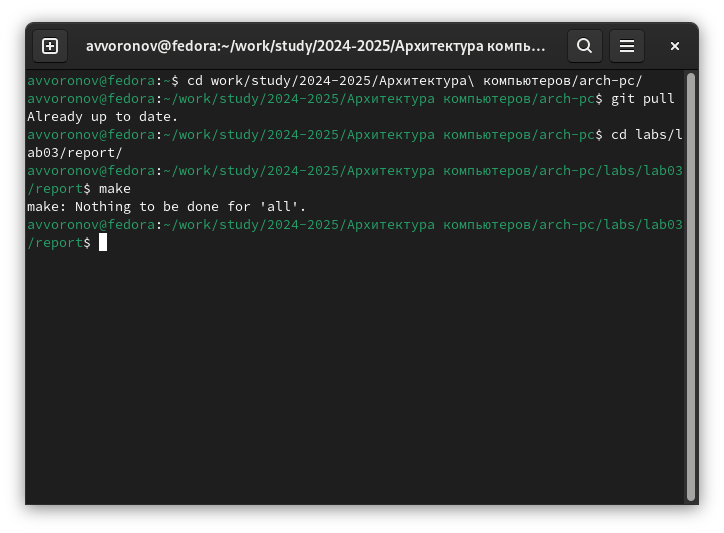 avvoronov@fedora:~/work/study/2024-2025/Архитектура компь...
avvoronov@fedora:~$ cd work/study/2024-2025/Архитектура\ компьютеров/arch-pc/
avvoronov@fedora:~/work/study/2024-2025/Архитектура компьютеров/arch-pc$ git pull
Already up to date.
avvoronov@fedora:~/work/study/2024-2025/Архитектура компьютеров/arch-pc$ cd labs/l
ab03/report/
avvoronov@fedora:~/work/study/2024-2025/Архитектура компьютеров/arch-pc/labs/lab03
/report$ make
make: Nothing to be done for 'all'.
avvoronov@fedora:~/work/study/2024-2025/Архитектура компьютеров/arch-pc/labs/lab03
/report$